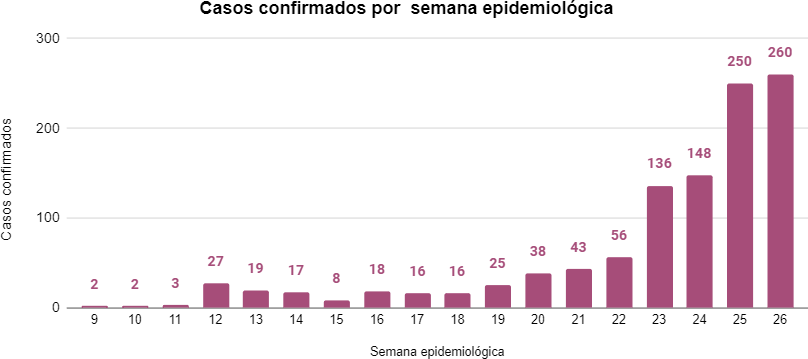 Casos confirmados por  semana epidemiológica
Casos confirmados
300
200
100
0
2 2 3 27 19 17 8 18 16 16 25 38 43 56 136 148 250 260
9 10 11 12 13 14 15 16 17 18 19 20 21 22 23 24 25 26
Semana epidemiológica